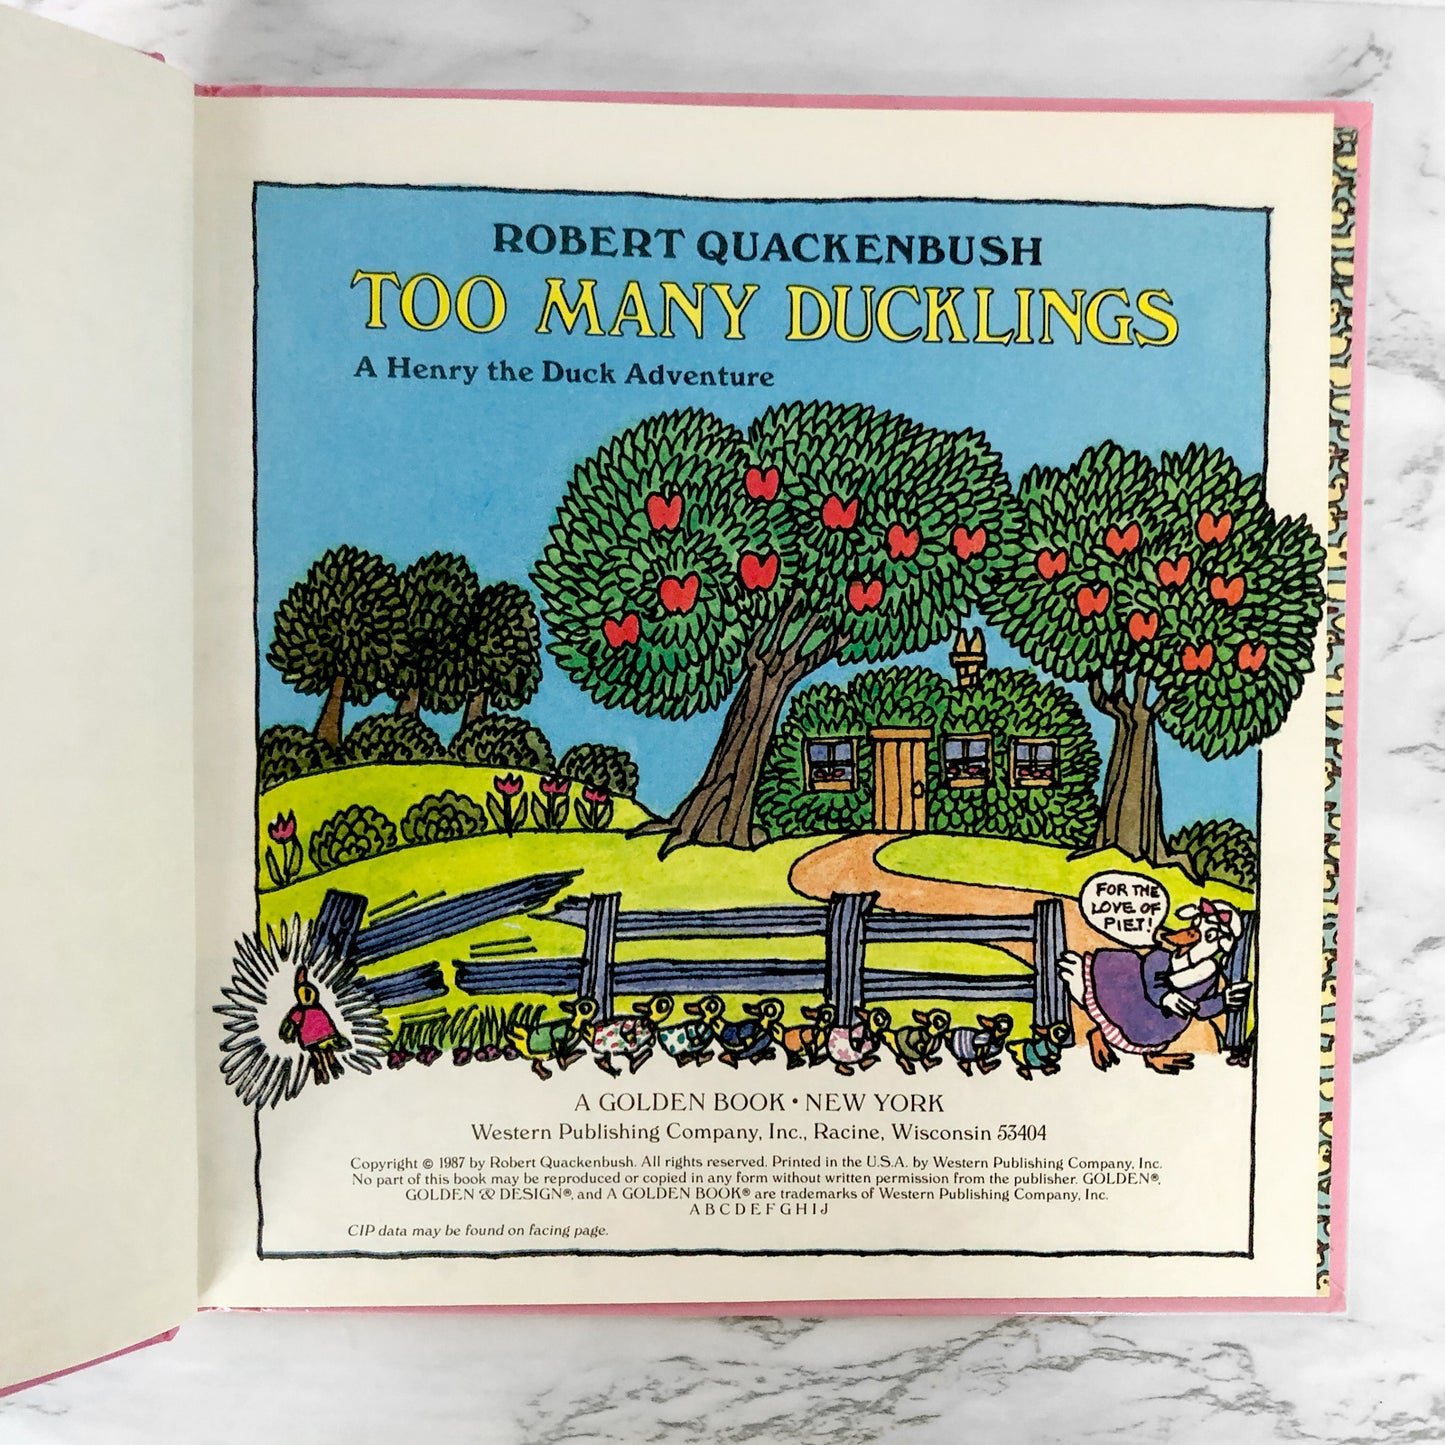 ROBERT QUACKENBUSH
TOO MANY DUCKLINGS
A Henry the Duck Adventure
FOR THE
LOVE OF
PIET!
A GOLDEN BOOK • NEW YORK
Western Publishing Company, Inc., Racine, Wisconsin 53404
Copyright © 1987 by Robert Quackenbush. All rights reserved. Printed in the U.S.A. by Western Publishing Company, Inc.
No part of this book may be reproduced or copied in any form without written permission from the publisher. GOLDEN®,
GOLDEN & DESIGN®, and A GOLDEN BOOK® are trademarks of Western Publishing Company, Inc.
A B C D E F G H I J
CIP data may be found on facing page.